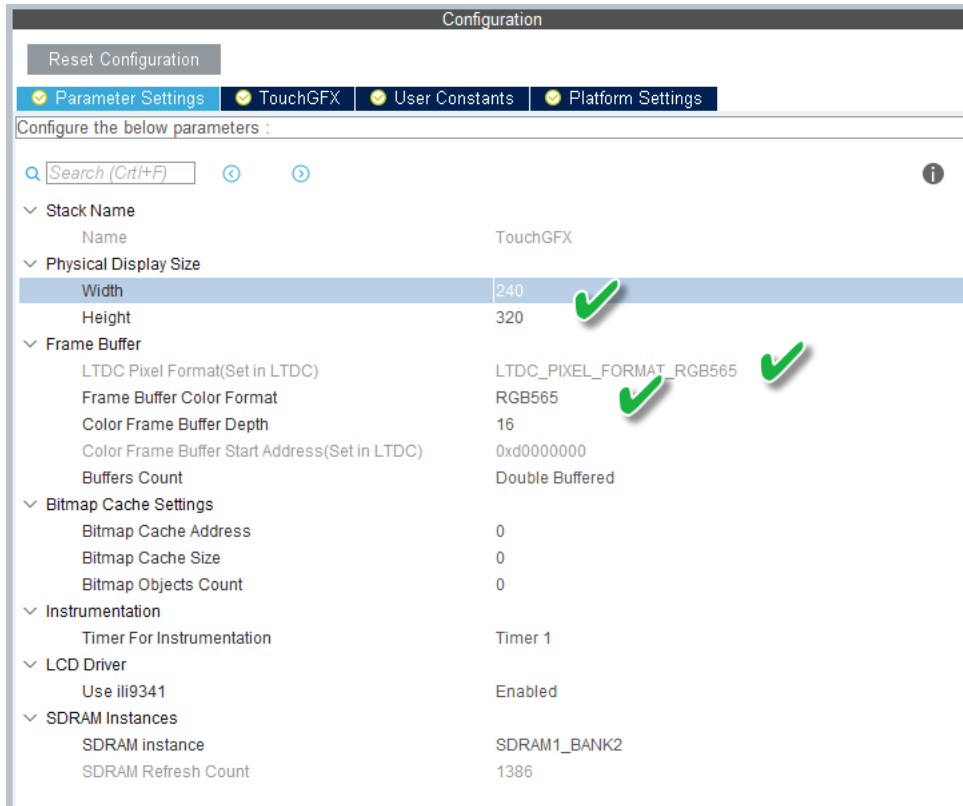 Configuration
Reset Configuration
Parameter Settings TouchGFX User Constants Platform Settings
Configure the below parameters :
Search (Crtl+F)
Stack Name
Name TouchGFX
Physical Display Size
Width 240
Height 320
Frame Buffer
LTDC Pixel Format(Set in LTDC) LTDC_PIXEL_FORMAT_RGB565
Frame Buffer Color Format RGB565
Color Frame Buffer Depth 16
Color Frame Buffer Start Address(Set in LTDC) 0xd0000000
Buffers Count Double Buffered
Bitmap Cache Settings
Bitmap Cache Address 0
Bitmap Cache Size 0
Bitmap Objects Count 0
Instrumentation
Timer For Instrumentation Timer 1
LCD Driver
Use ili9341 Enabled
SDRAM Instances
SDRAM instance SDRAM1_BANK2
SDRAM Refresh Count 1386